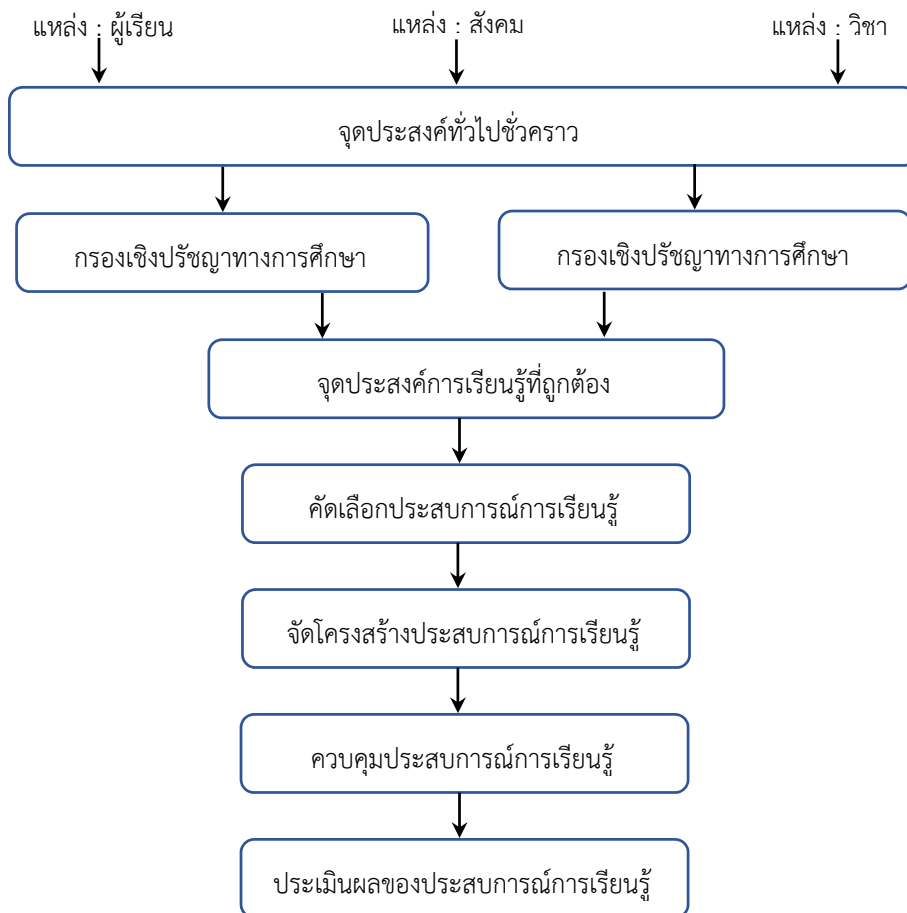 แหล่ง : ผู้เรียน
แหล่ง : สังคม
แหล่ง : วิชา
จุดประสงค์ทั่วไปชั่วคราว
กรองเชิงปรัชญาทางการศึกษา
กรองเชิงปรัชญาทางการศึกษา
จุดประสงค์การเรียนรู้ที่ถูกต้อง
คัดเลือกประสบการณ์การเรียนรู้
จัดโครงสร้างประสบการณ์การเรียนรู้
ควบคุมประสบการณ์การเรียนรู้
ประเมินผลของประสบการณ์การเรียนรู้